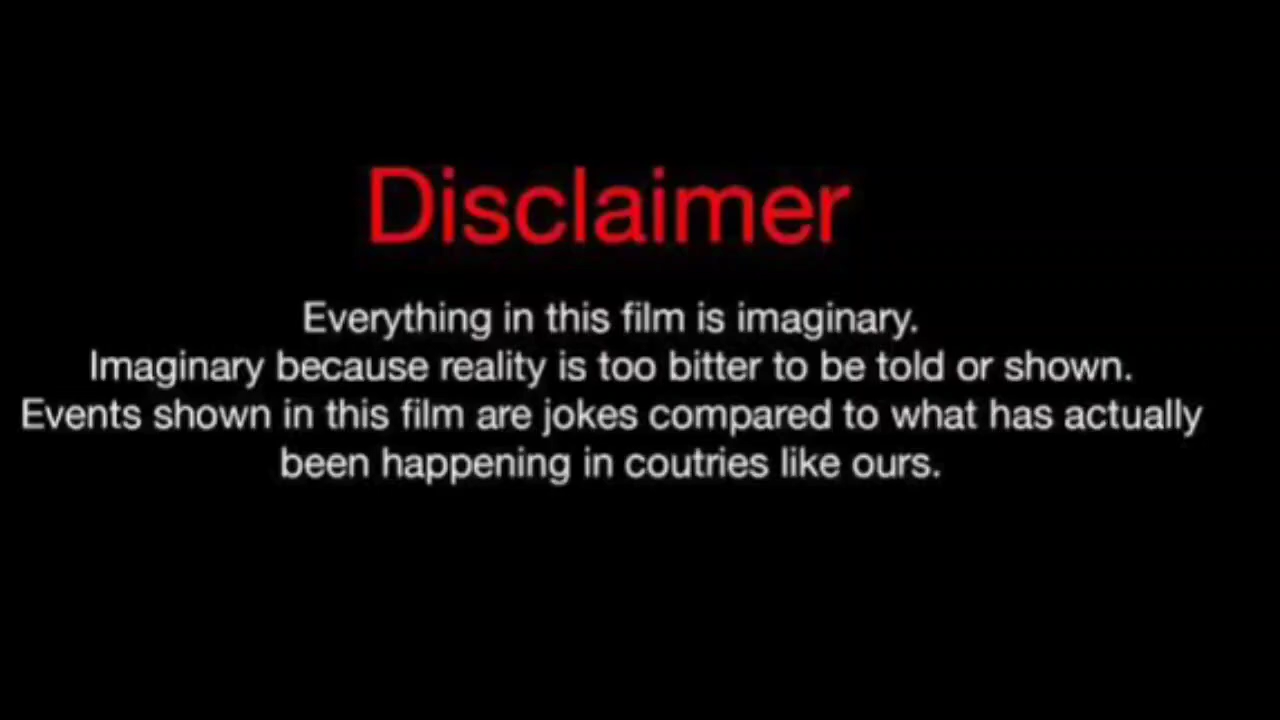 Disclaimer
Everything in this film is imaginary.
Imaginary because reality is too bitter to be told or shown.
Events shown in this film are jokes compared to what has actually
been happening in coutries like ours.